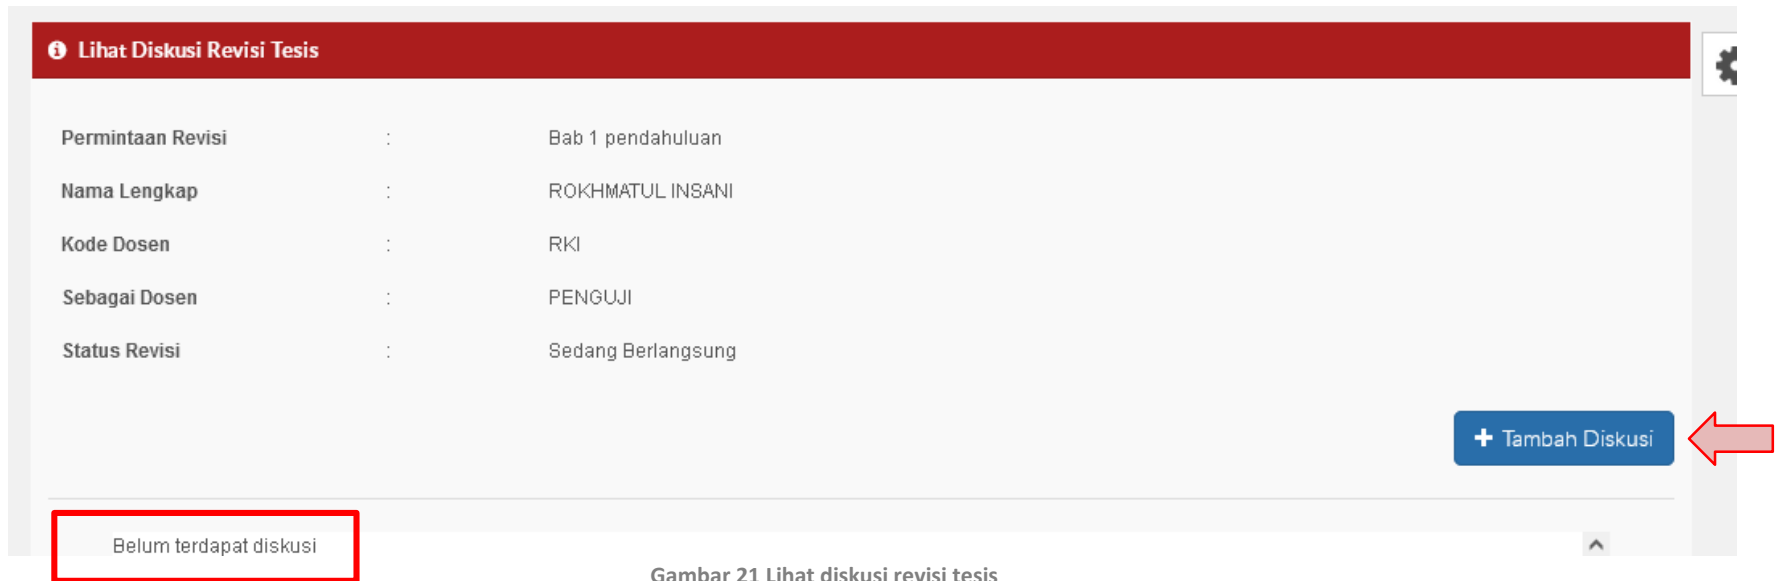 Lihat Diskusi Revisi Tesis
Permintaan Revisi : Bab 1 pendahuluan
Nama Lengkap : ROKHMATUL INSANI
Kode Dosen : RKI
Sebagai Dosen : PENGUJI
Status Revisi : Sedang Berlangsung
+ Tambah Diskusi
Belum terdapat diskusi
Gambar 21 Lihat diskusi revisi tesis